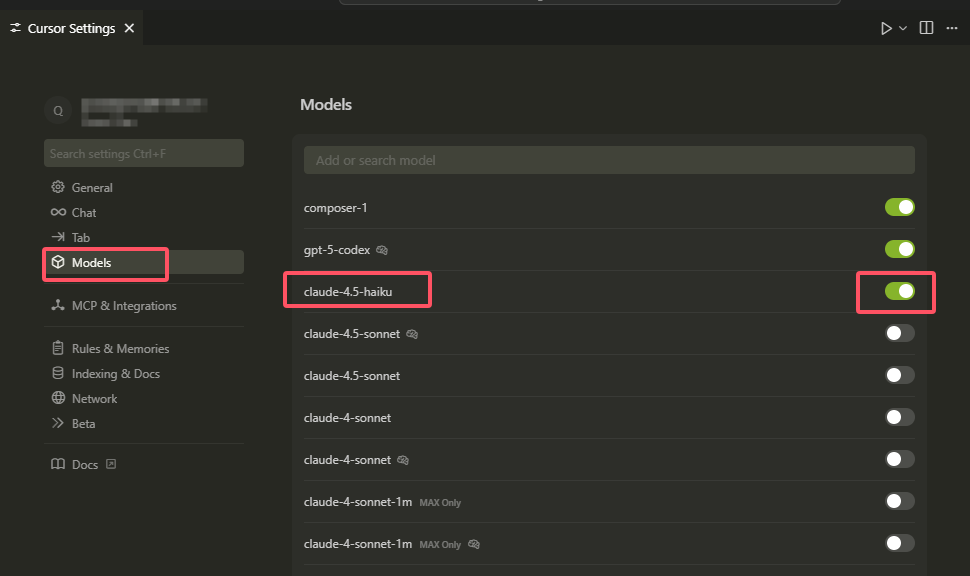 Cursor Settings
Q
Search settings Ctrl+F
General
Chat
Tab
Models
MCP & Integrations
Rules & Memories
Indexing & Docs
Network
Beta
Docs
Models
Add or search model
composer-1
gpt-5-codex
claude-4.5-haiku
claude-4.5-sonnet
claude-4.5-sonnet
claude-4-sonnet
claude-4-sonnet
claude-4-sonnet-1m MAX Only
claude-4-sonnet-1m MAX Only